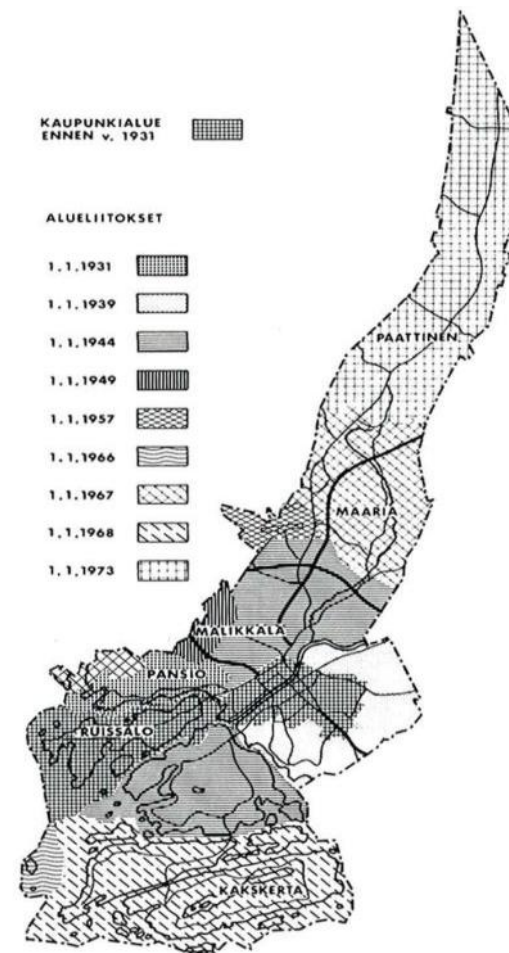 KAUPUNKIALUE
ENNEN v. 1931
ALUELIITOKSET
1.1.1931
1.1.1939
1.1.1944
1.1.1949
1.1.1957
1.1.1966
1.1.1967
1.1.1968
1.1.1973
PAATTINEN
MAARIA
MÄLIKKÄLÄ
PANSIO
RUISSALO
KAKSKERTA